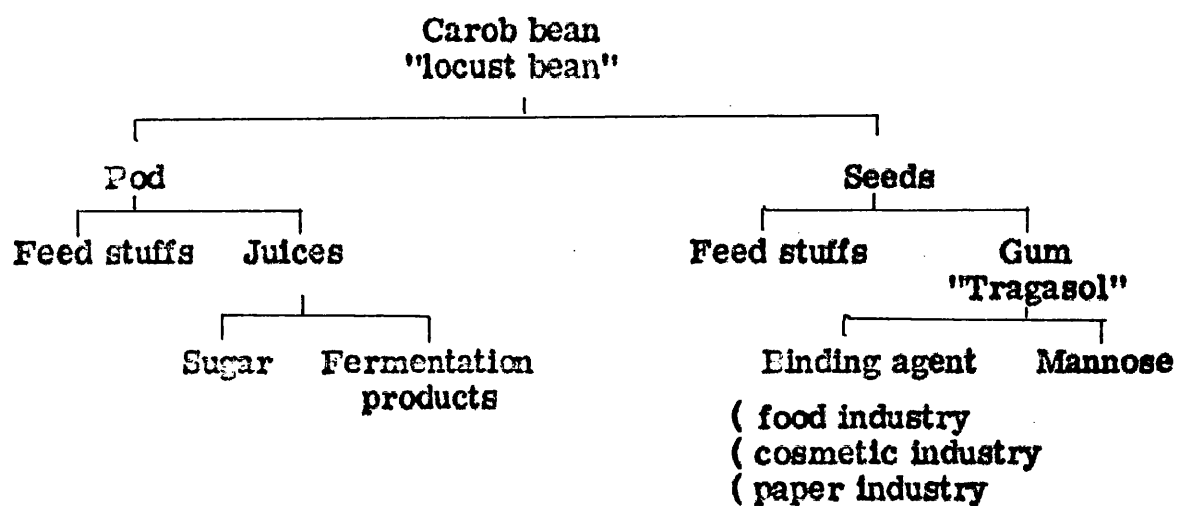 Carob bean
"locust bean"
Pod
Seeds
Feed stuffs
Juices
Feed stuffs
Gum
"Tragasol"
Sugar
Fermentation
products
Binding agent
Mannose
( food industry
( cosmetic industry
( paper industry